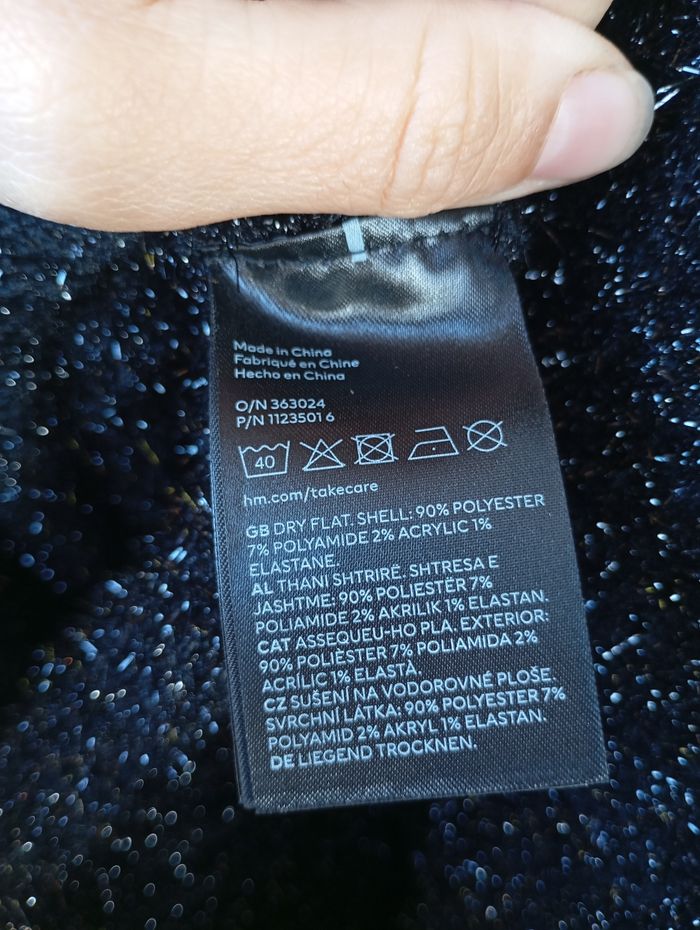 Made in China
Fabriqué en Chine
Hecho en China
O/N 363024
P/N 1123501 6
40
hm.com/takecare
GB DRY FLAT. SHELL: 90% POLYESTER
7% POLYAMIDE 2% ACRYLIC 1%
ELASTANE.
AL THANI SHTRIRË. SHTRESA E
JASHTME: 90% POLIESTËR 7%
POLIAMIDE 2% AKRILIK 1% ELASTAN.
CAT ASSEQUEU-HO PLA. EXTERIOR:
90% POLIÈSTER 7% POLIAMIDA 2%
ACRÍLIC 1% ELASTÀ.
CZ SUŠENÍ NA VODOROVNÉ PLOŠE.
SVRCHNÍ LÁTKA: 90% POLYESTER 7%
POLYAMID 2% AKRYL 1% ELASTAN.
DE LIEGEND TROCKNEN.